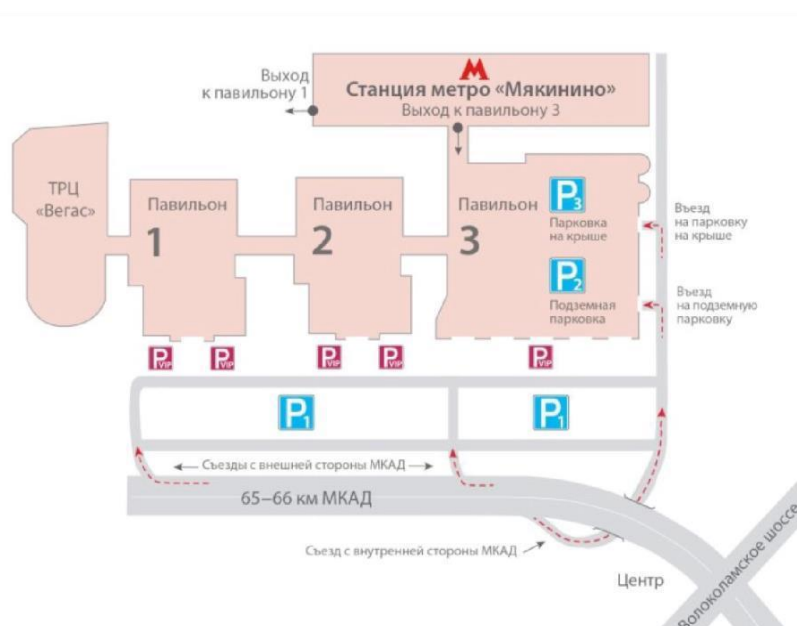 М
Станция метро «Мякинино»
Выход к павильону 3
Выход
к павильону 1
ТРЦ
«Вегас»
Павильон
1
Павильон
2
Павильон
3
P3
Парковка
на крыше
P2
Подземная
парковка
Въезд
на парковку
на крыше
Въезд
на подземную
парковку
P VIP
P VIP
P VIP
P VIP
P VIP
P1
P1
Съезды с внешней стороны МКАД
65–66 км МКАД
Съезд с внутренней стороны МКАД
Центр
Волоколамское шоссе